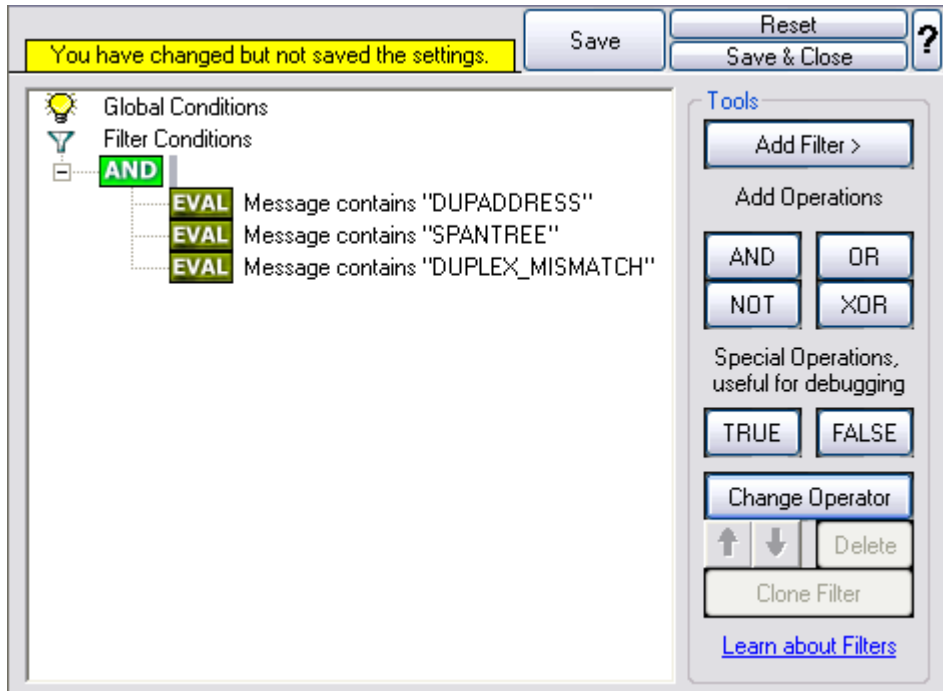 You have changed but not saved the settings.
Save
Reset
Save & Close
?
Global Conditions
Filter Conditions
AND
EVAL Message contains "DUPADDRESS"
EVAL Message contains "SPANTREE"
EVAL Message contains "DUPLEX_MISMATCH"
Tools
Add Filter >
Add Operations
AND
OR
NOT
XOR
Special Operations,
useful for debugging
TRUE
FALSE
Change Operator
Delete
Clone Filter
Learn about Filters